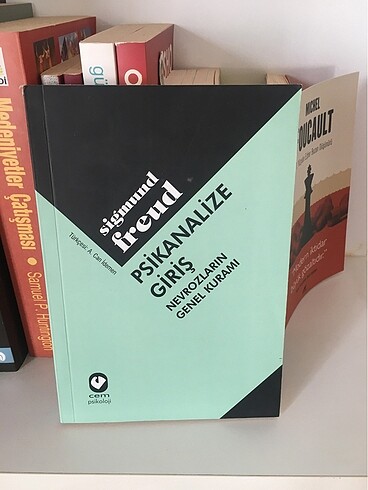 sigmund
freud
Türkçesi: A. Can İdemen
PSİKANALİZE
GİRİŞ
NEVROZLARIN
GENEL KURAMI
cem
psikoloji
Medeniyetler Çatışması • Samuel P. Huntington
MICHEL
FOUCAULT